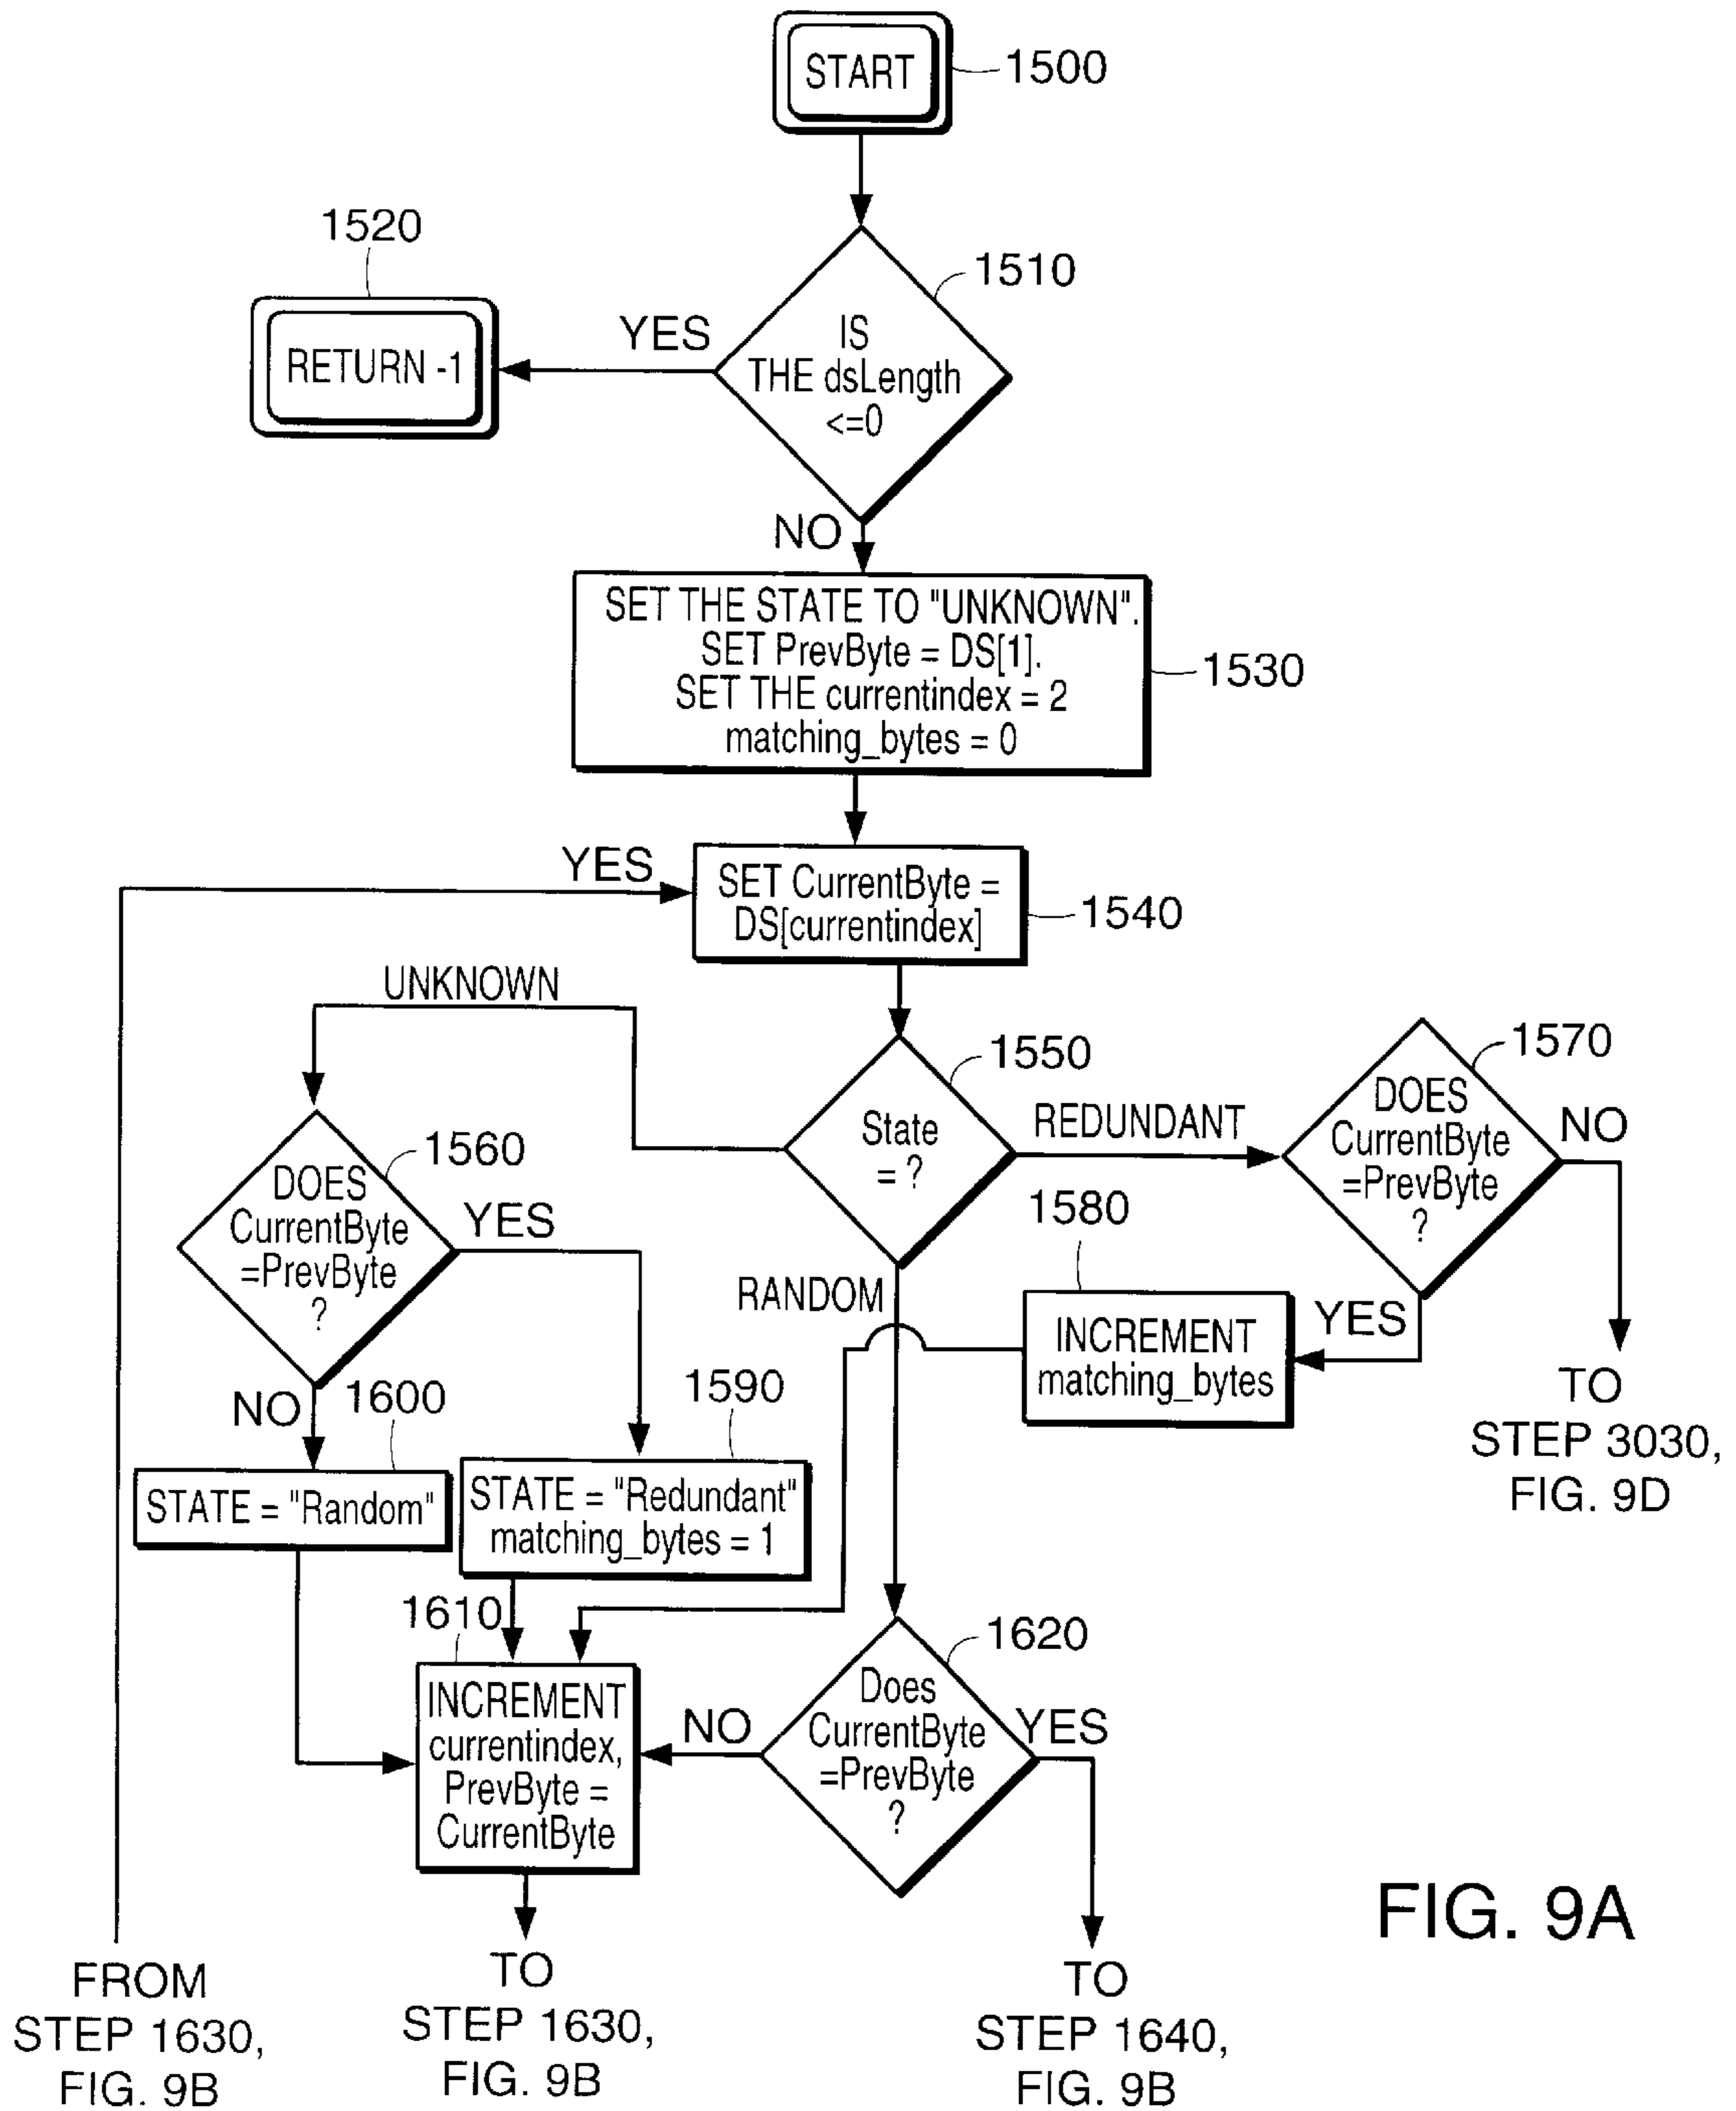 START
1500
1520
1510
YES
RETURN -1
IS
THE dsLength
<=0
NO
SET THE STATE TO "UNKNOWN".
SET PrevByte = DS[1].
SET THE currentindex = 2
matching_bytes = 0
1530
YES
SET CurrentByte =
DS[currentindex]
1540
UNKNOWN
1550
State
= ?
REDUNDANT
1570
DOES
CurrentByte
=PrevByte
?
NO
1560
DOES
CurrentByte
=PrevByte
?
YES
1580
RANDOM
INCREMENT
matching_bytes
YES
TO
STEP 3030,
FIG. 9D
NO
1600
1590
STATE = "Random"
STATE = "Redundant"
matching_bytes = 1
1610
INCREMENT
currentindex,
PrevByte =
CurrentByte
NO
1620
Does
CurrentByte
=PrevByte
?
YES
FIG. 9A
FROM
STEP 1630,
FIG. 9B
TO
STEP 1630,
FIG. 9B
TO
STEP 1640,
FIG. 9B